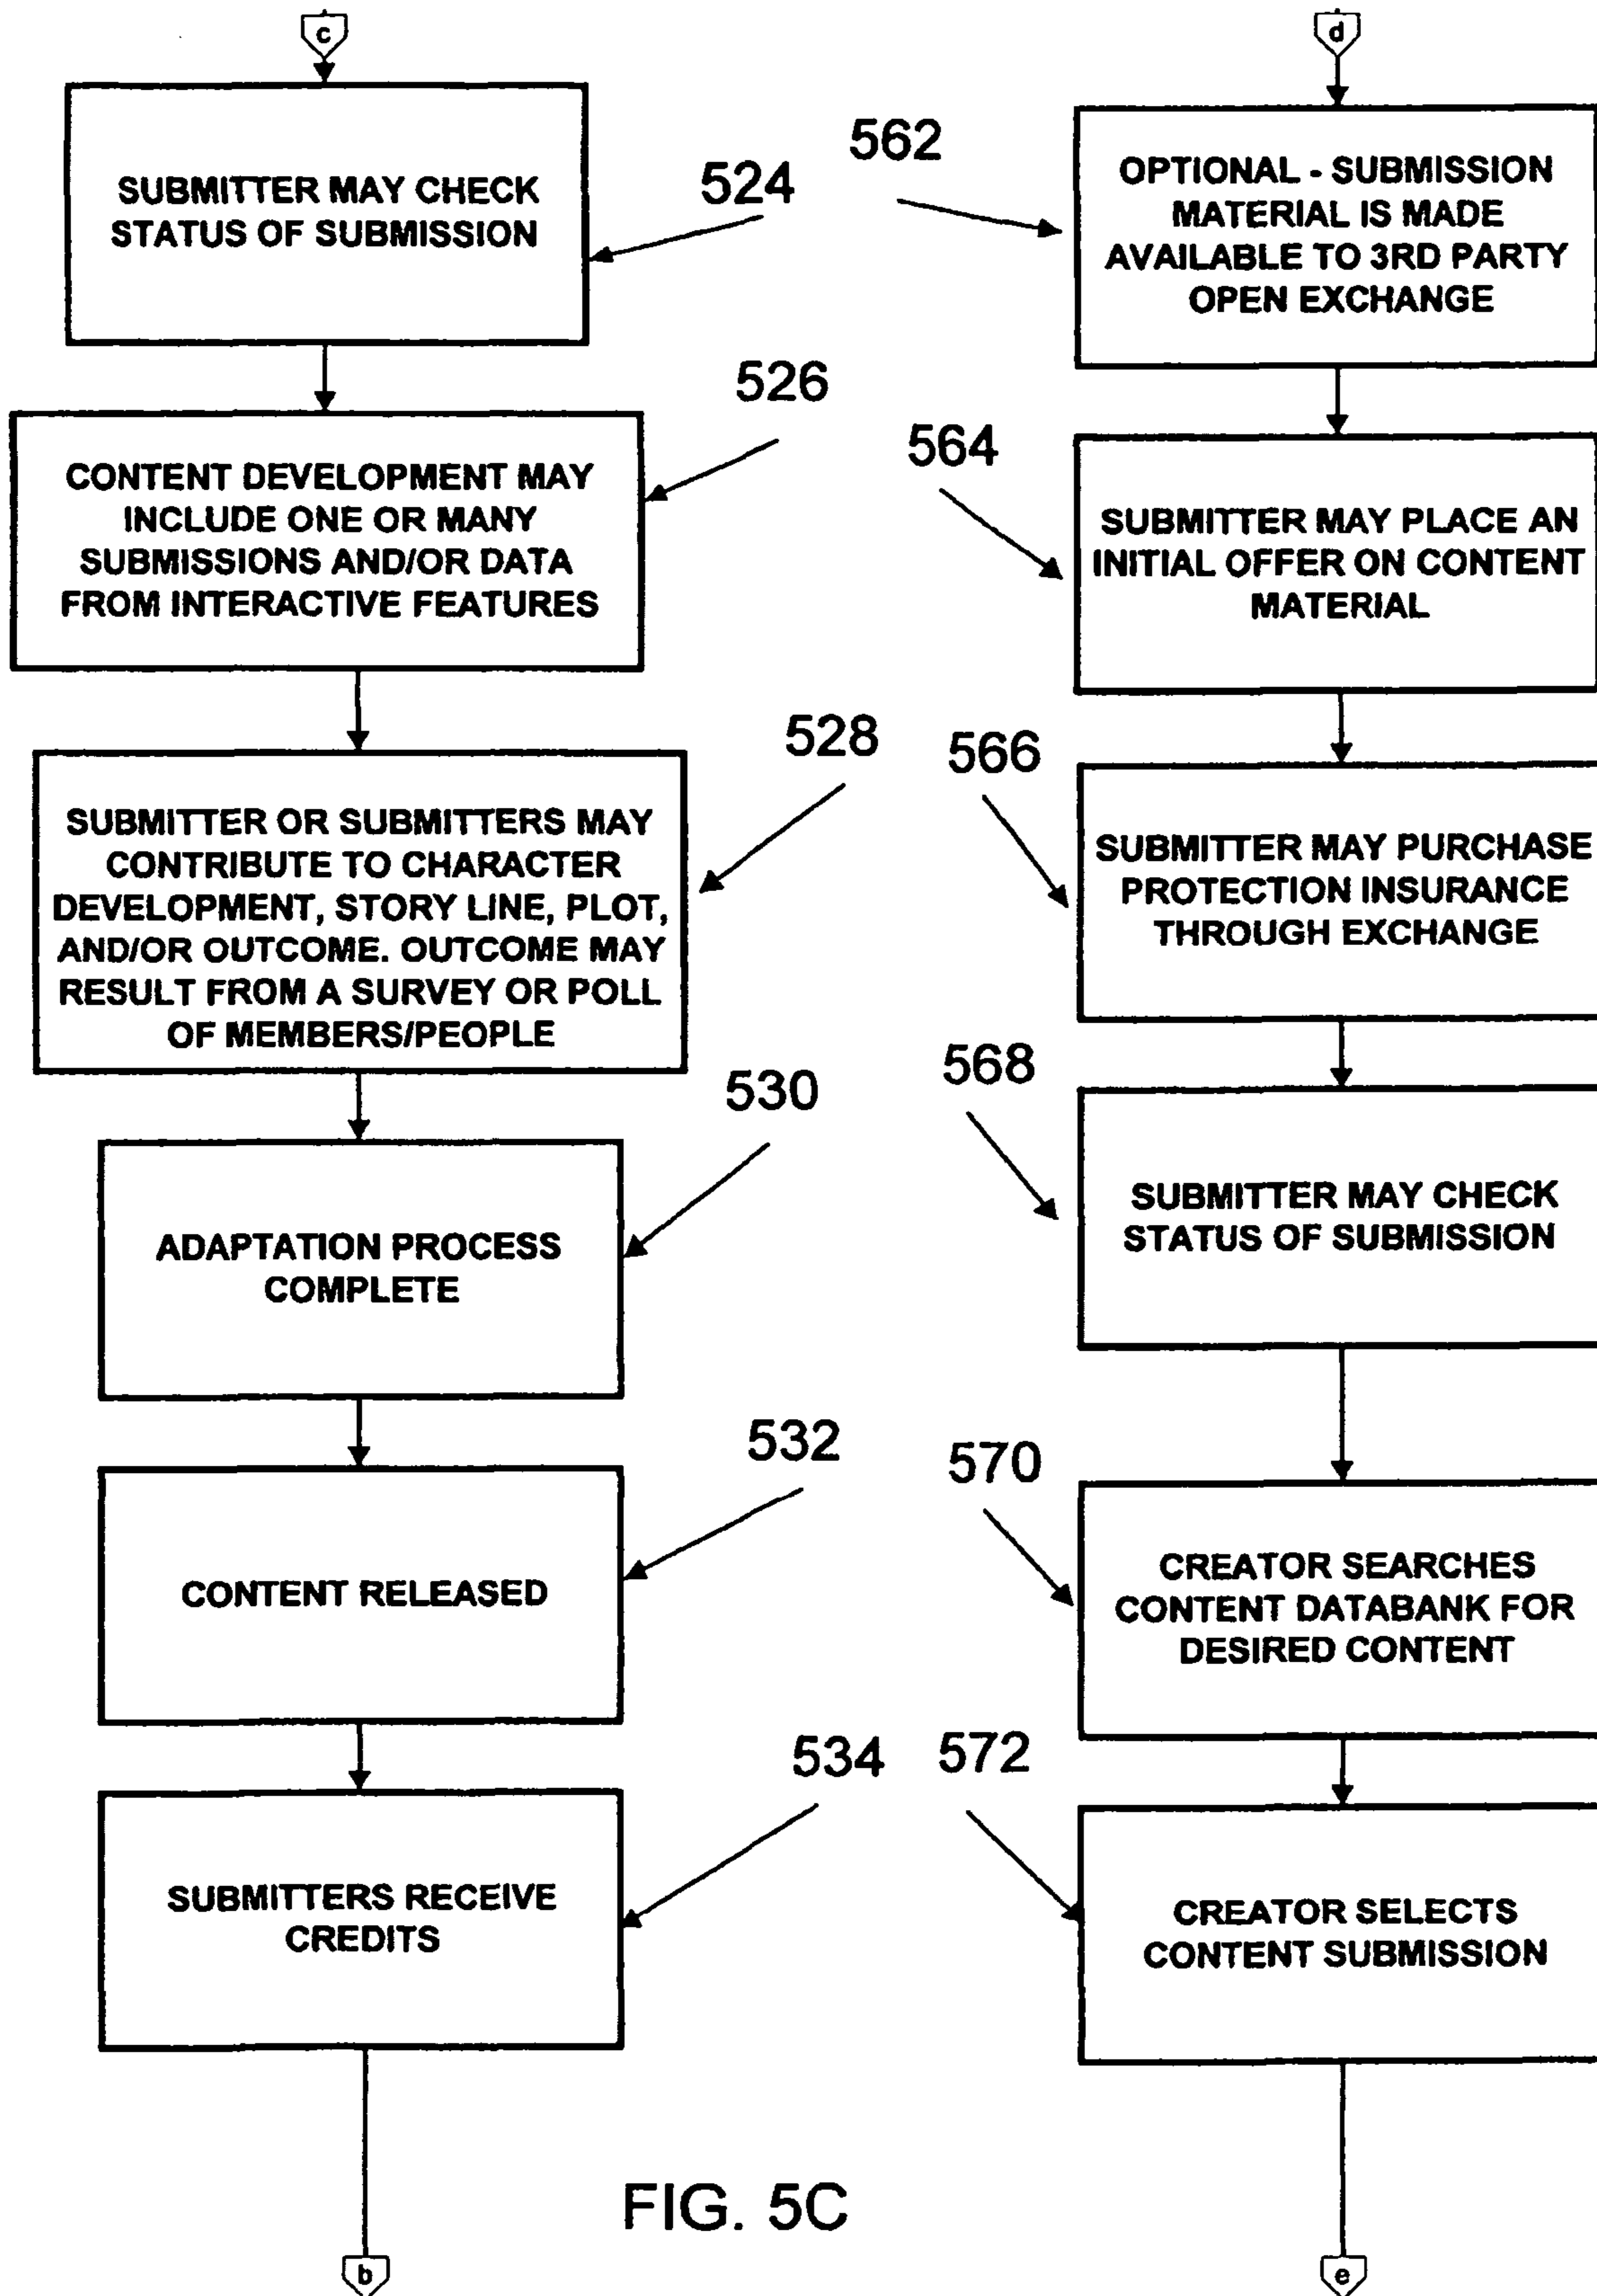 c
SUBMITTER MAY CHECK
STATUS OF SUBMISSION
524
CONTENT DEVELOPMENT MAY
INCLUDE ONE OR MANY
SUBMISSIONS AND/OR DATA
FROM INTERACTIVE FEATURES
526
SUBMITTER OR SUBMITTERS MAY
CONTRIBUTE TO CHARACTER
DEVELOPMENT, STORY LINE, PLOT,
AND/OR OUTCOME. OUTCOME MAY
RESULT FROM A SURVEY OR POLL
OF MEMBERS/PEOPLE
528
ADAPTATION PROCESS
COMPLETE
530
CONTENT RELEASED
532
SUBMITTERS RECEIVE
CREDITS
534
b
d
562
OPTIONAL - SUBMISSION
MATERIAL IS MADE
AVAILABLE TO 3RD PARTY
OPEN EXCHANGE
564
SUBMITTER MAY PLACE AN
INITIAL OFFER ON CONTENT
MATERIAL
566
SUBMITTER MAY PURCHASE
PROTECTION INSURANCE
THROUGH EXCHANGE
568
SUBMITTER MAY CHECK
STATUS OF SUBMISSION
570
CREATOR SEARCHES
CONTENT DATABANK FOR
DESIRED CONTENT
572
CREATOR SELECTS
CONTENT SUBMISSION
e
FIG. 5C